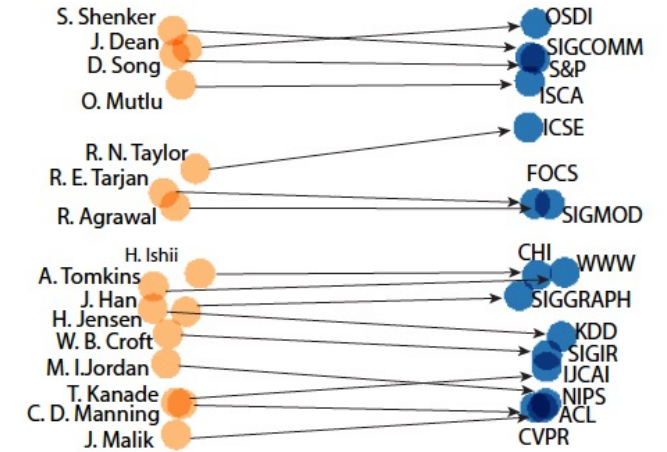 S. Shenker
J. Dean
D. Song
O. Mutlu
R. N. Taylor
R. E. Tarjan
R. Agrawal
H. Ishii
A. Tomkins
J. Han
H. Jensen
W. B. Croft
M. I.Jordan
T. Kanade
C. D. Manning
J. Malik
OSDI
SIGCOMM
S&P
ISCA
ICSE
FOCS
SIGMOD
CHI
WWW
SIGGRAPH
KDD
SIGIR
IJCAI
NIPS
ACL
CVPR